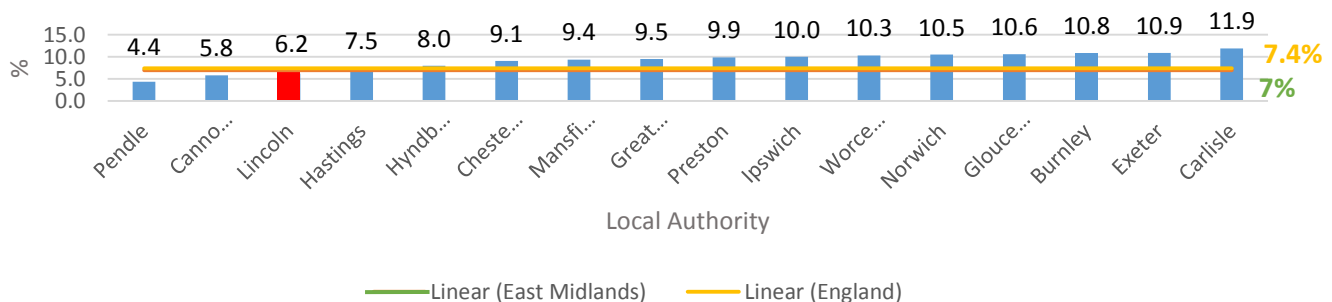 4.4 5.8 6.2 7.5 8.0 9.1 9.4 9.5 9.9 10.0 10.3 10.5 10.6 10.8 10.9 11.9
15.0
10.0
5.0
0.0
%
7.4%
7%
Pendle Canno... Lincoln Hastings Hyndb... Cheste... Mansfi... Great... Preston Ipswich Worce... Norwich Glouce... Burnley Exeter Carlisle
Local Authority
Linear (East Midlands) Linear (England)